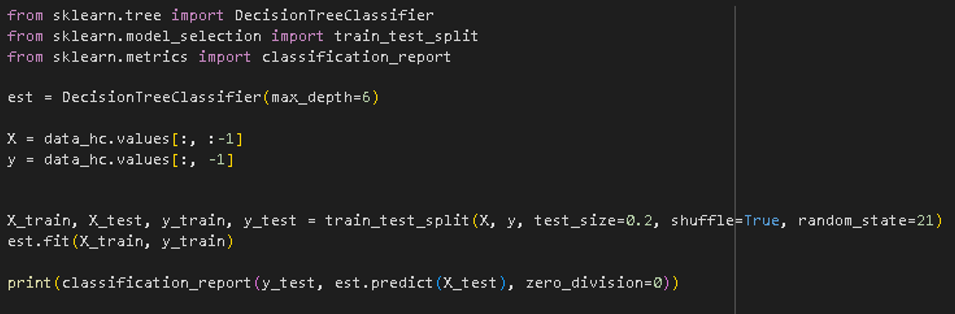 from sklearn.tree import DecisionTreeClassifier
from sklearn.model_selection import train_test_split
from sklearn.metrics import classification_report
est = DecisionTreeClassifier(max_depth=6)
X = data_hc.values[:, :-1]
y = data_hc.values[:, -1]
X_train, X_test, y_train, y_test = train_test_split(X, y, test_size=0.2, shuffle=True, random_state=21)
est.fit(X_train, y_train)
print(classification_report(y_test, est.predict(X_test), zero_division=0))